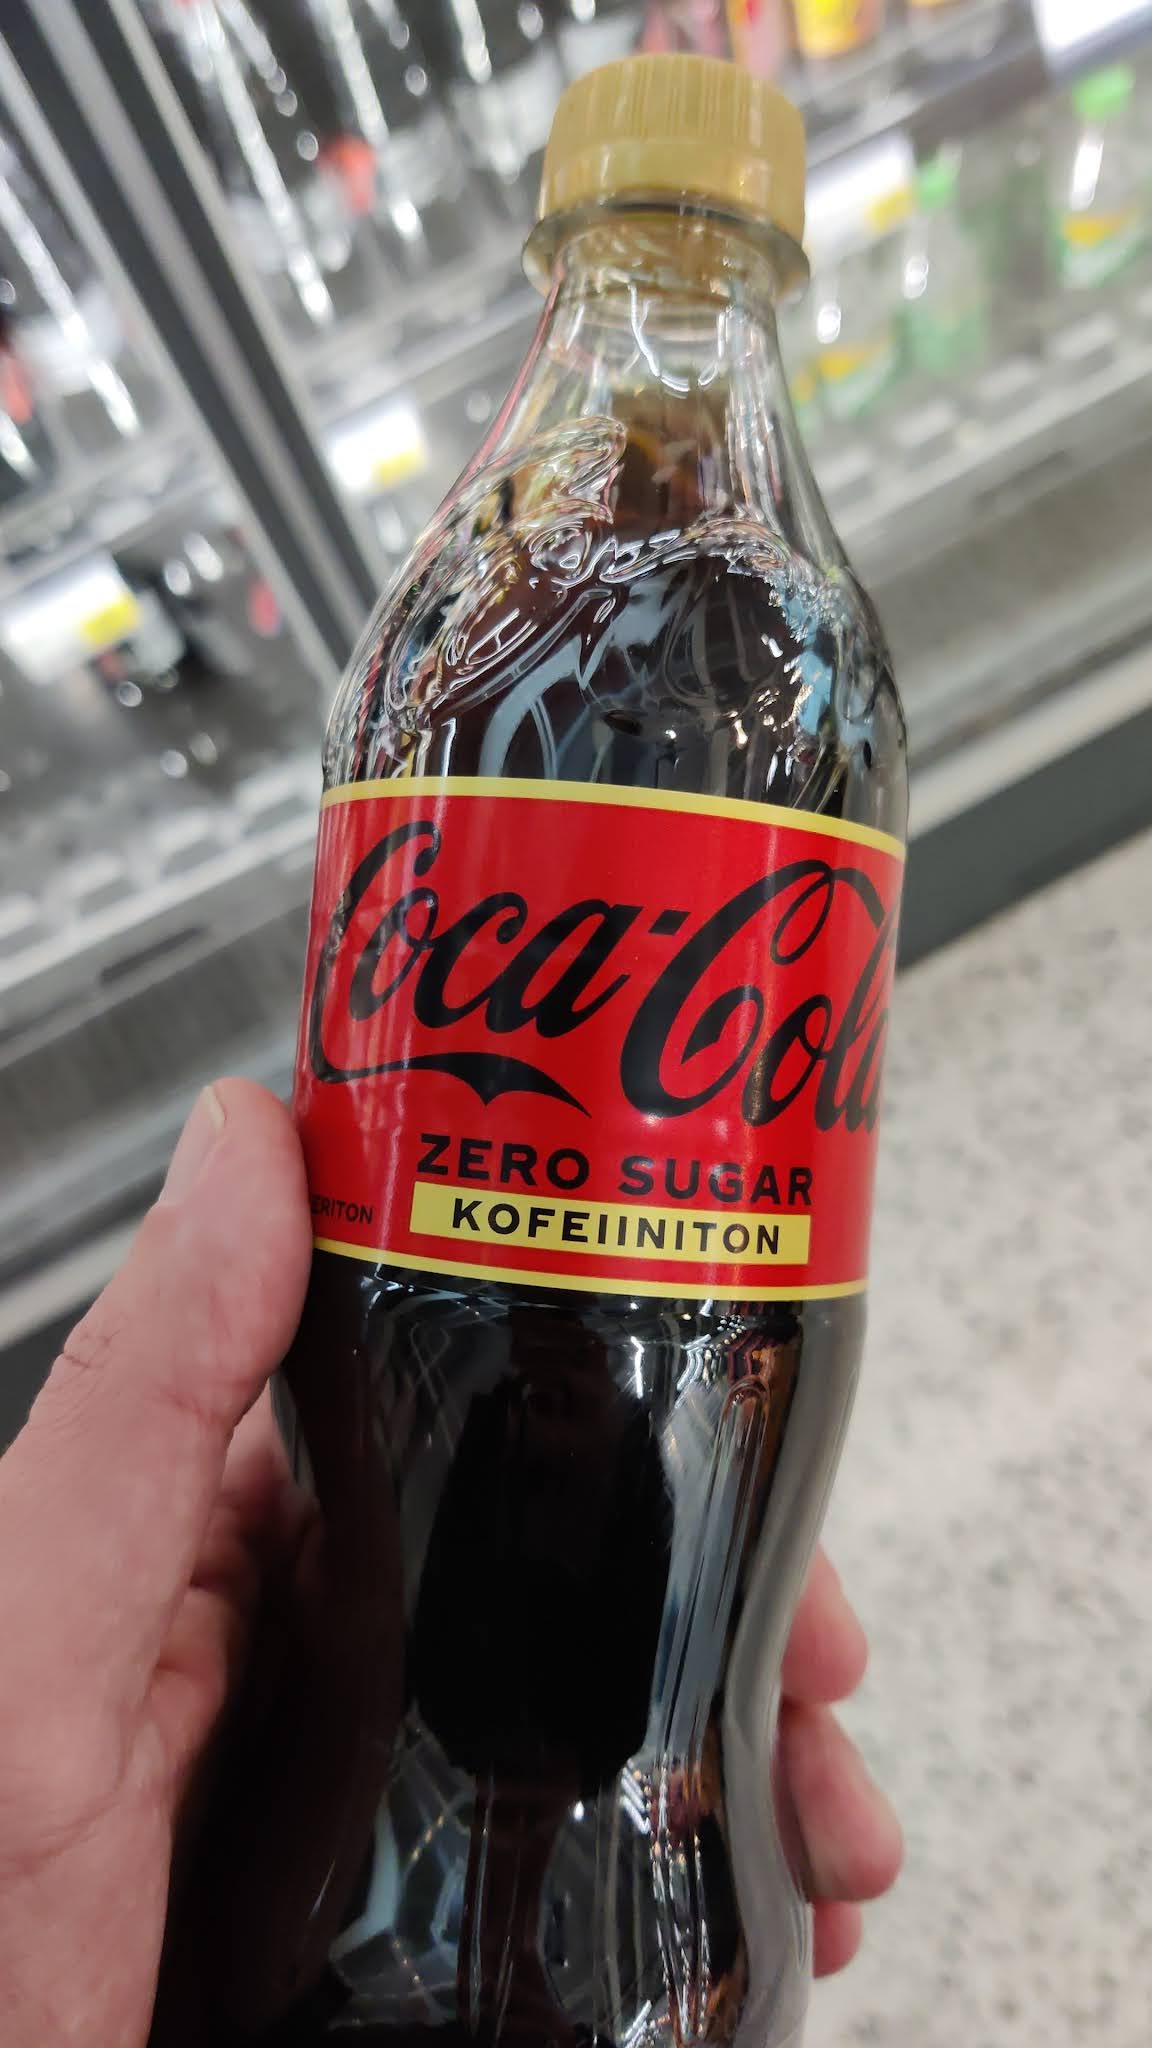 Coca-Cola
ZERO SUGAR
KOFEIINITON